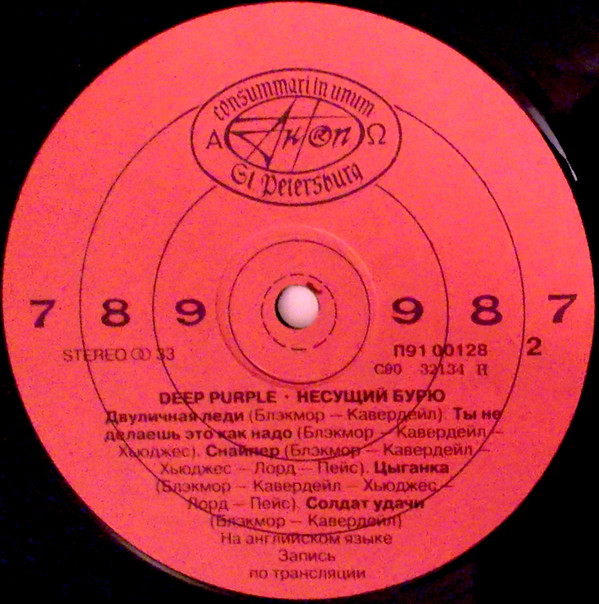 consummari in unum
А АнОп Ω
St Petersburg
7 8 9 9 8 7
STEREO 33 П91 00128 2
С90 32134 Н
DEEP PURPLE · НЕСУЩИЙ БУРЮ
Двуличная леди (Блэкмор — Кавердейл). Ты не
делаешь это как надо (Блэкмор — Кавердейл —
Хьюджес). Снайпер (Блэкмор — Кавердейл —
Хьюджес — Лорд — Пейс). Цыганка
(Блэкмор — Кавердейл — Хьюджес —
Лорд — Пейс). Солдат удачи
(Блэкмор — Кавердейл)
На английском языке
Запись
по трансляции